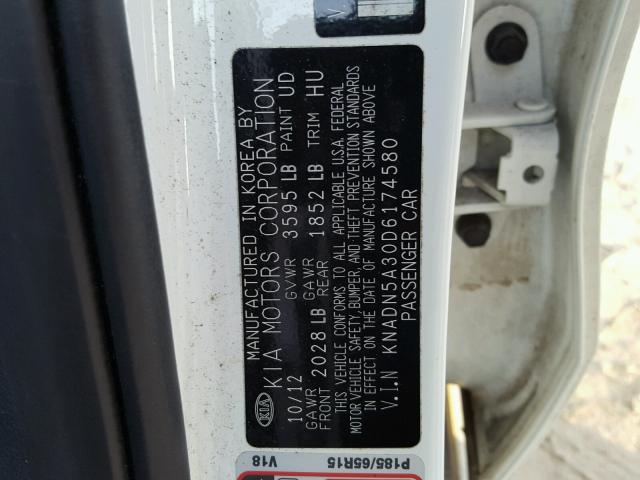 MANUFACTURED IN KOREA BY
KIA KIA MOTORS CORPORATION
10/12 GVWR 3595 LB PAINT UD
GAWR FRONT 2028 LB GAWR REAR 1852 LB TRIM HU
THIS VEHICLE CONFORMS TO ALL APPLICABLE U.S.A. FEDERAL
MOTOR VEHICLE SAFETY, BUMPER, AND THEFT PREVENTION STANDARDS
IN EFFECT ON THE DATE OF MANUFACTURE SHOWN ABOVE
V.I.N KNADN5A30D6174580
PASSENGER CAR
V18 P185/65R15